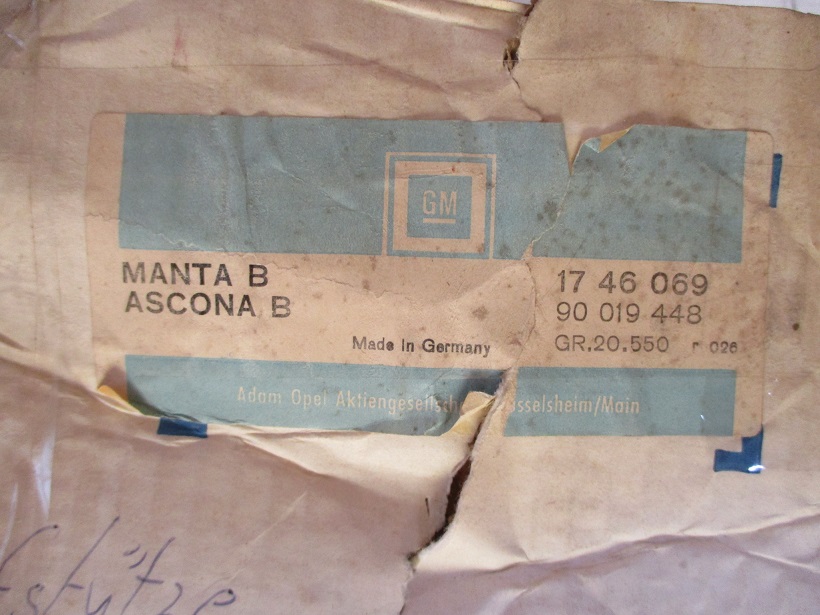 GM
MANTA B
ASCONA B
17 46 069
90 019 448
Made In Germany
GR.20.550 r 026
Adam Opel Aktiengesellsch sselsheim/Main
stütze